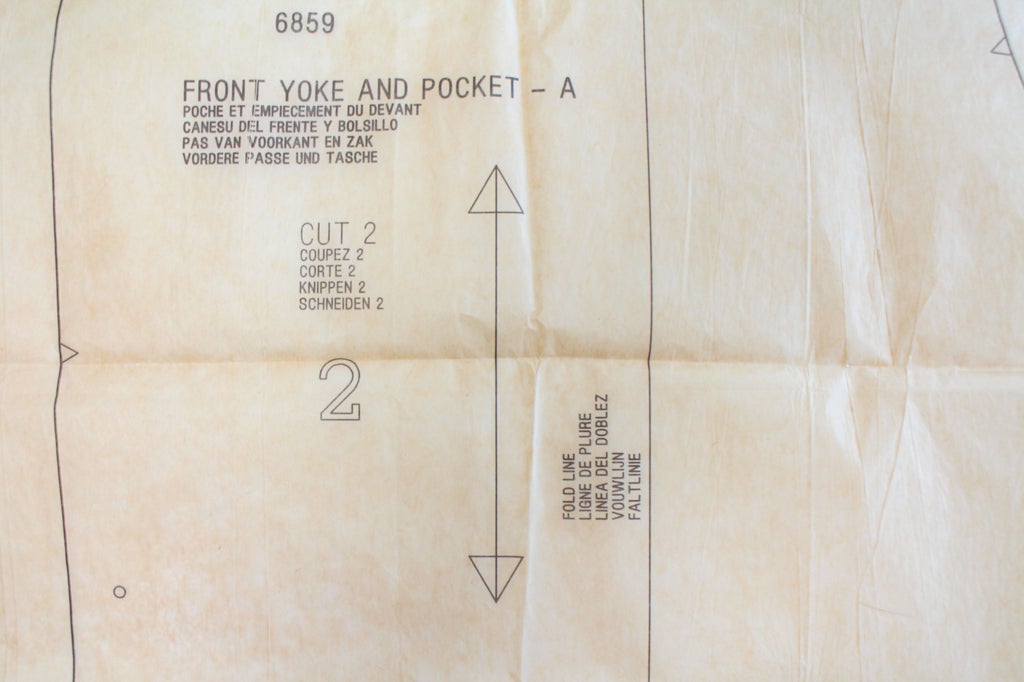 6859
FRONT YOKE AND POCKET - A
POCHE ET EMPIECEMENT DU DEVANT
CANESU DEL FRENTE Y BOLSILLO
PAS VAN VOORKANT EN ZAK
VORDERE PASSE UND TASCHE
CUT 2
COUPEZ 2
CORTE 2
KNIPPEN 2
SCHNEIDEN 2
2
FOLD LINE
LIGNE DE PLURE
LINEA DEL DOBLEZ
VOUWLIJN
FALTLINIE